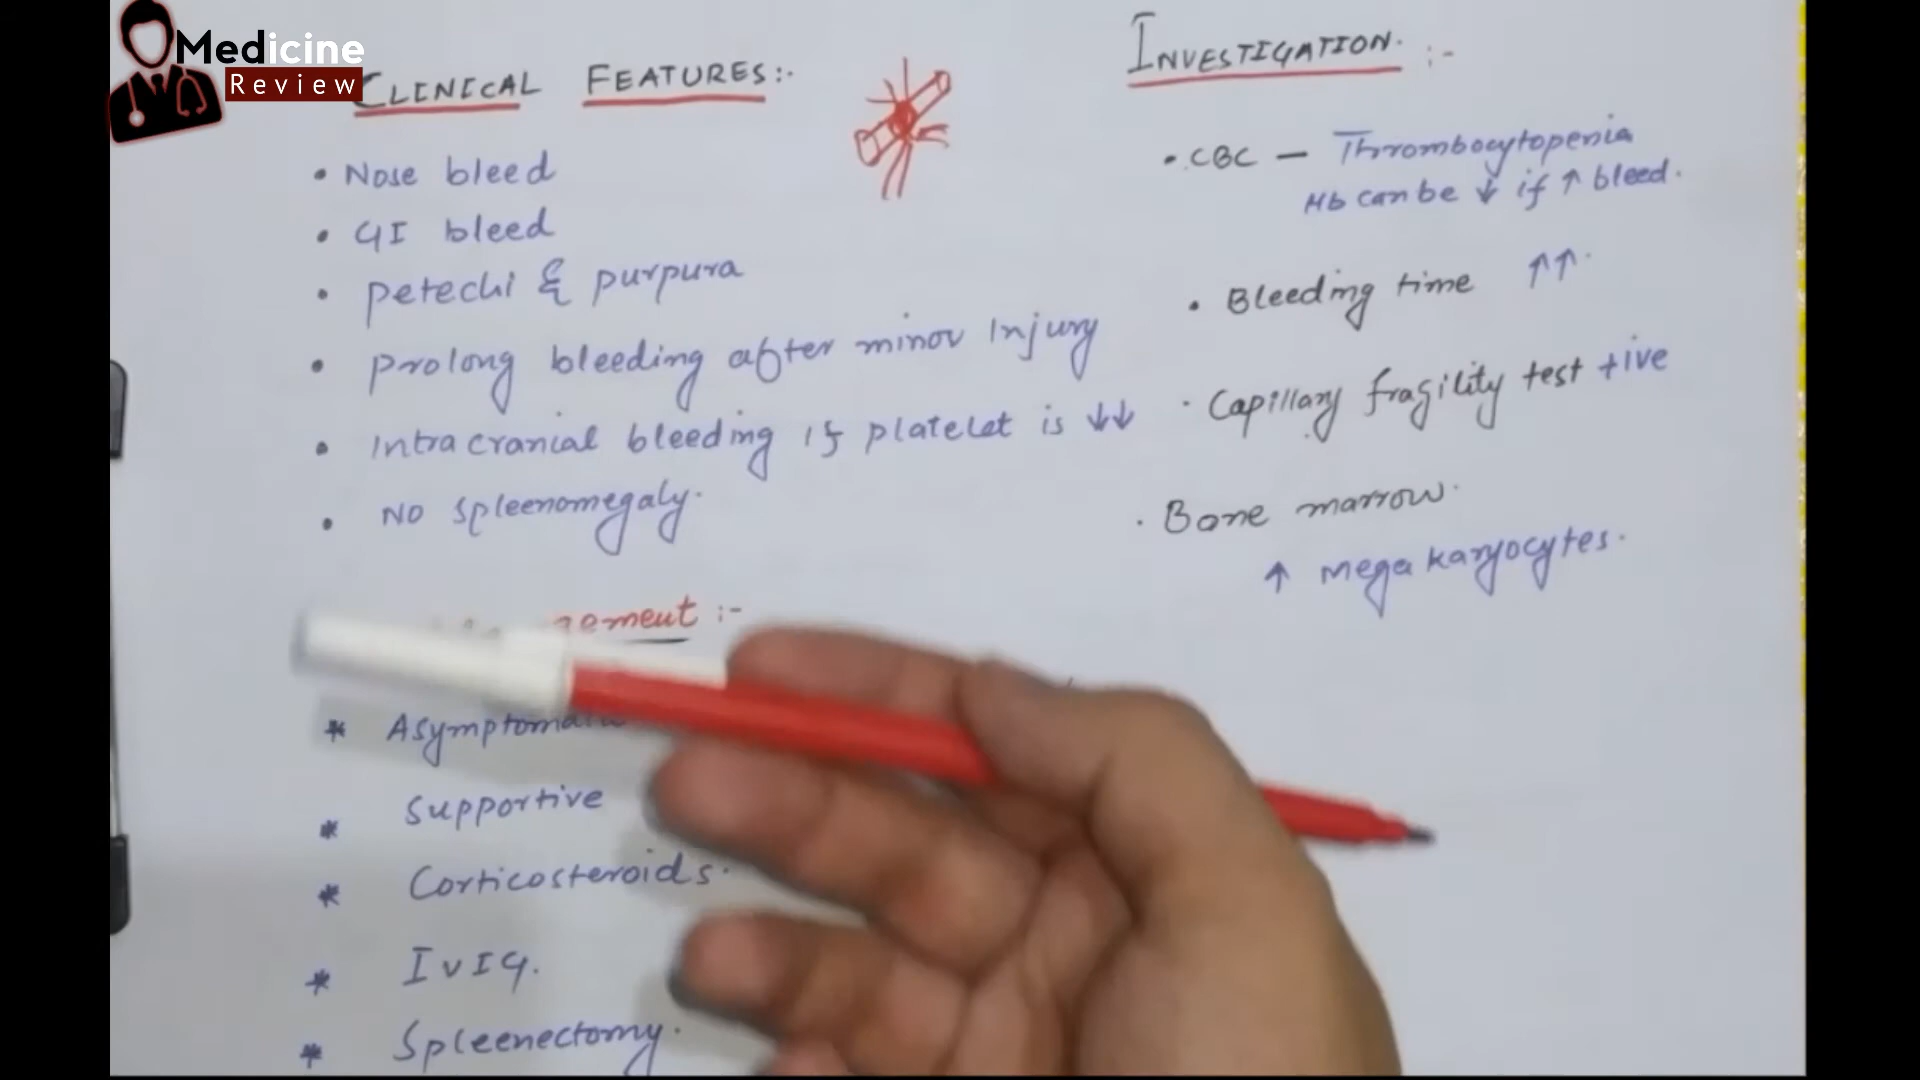 Medicine
Review
CLINICAL FEATURES:-
• Nose bleed
• GI bleed
• Petechi & purpura
• Prolong bleeding after minor Injury
• Intracranial bleeding if platelet is ↓↓
• NO Spleenomegaly.
INVESTIGATION. :-
• CBC — Thrombocytopenia
Hb can be ↓ if ↑ bleed.
• Bleeding time ↑↑
• Capillary fragility test +ive
• Bone marrow.
↑ megakaryocytes.
:-
*
* Supportive
* Corticosteroids.
* IVIG.
* Spleenectomy.